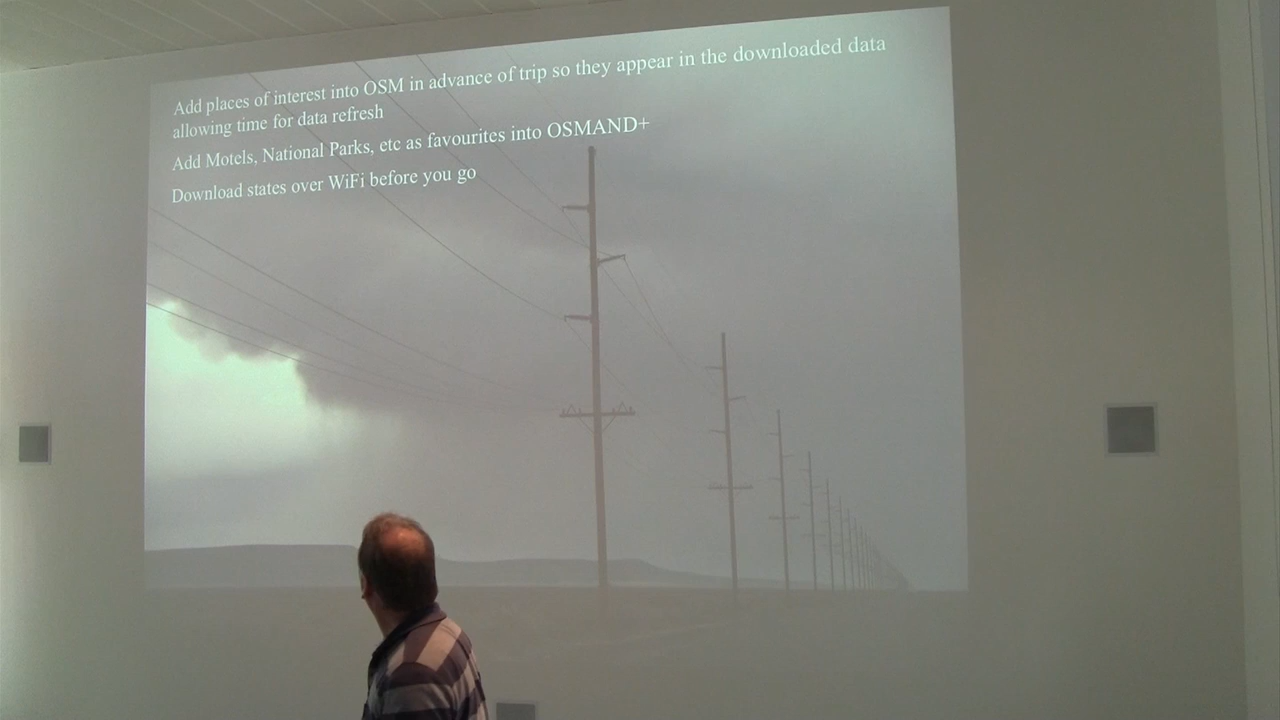 Add places of interest into OSM in advance of trip so they appear in the downloaded data
allowing time for data refresh
Add Motels, National Parks, etc as favourites into OSMAND+
Download states over WiFi before you go